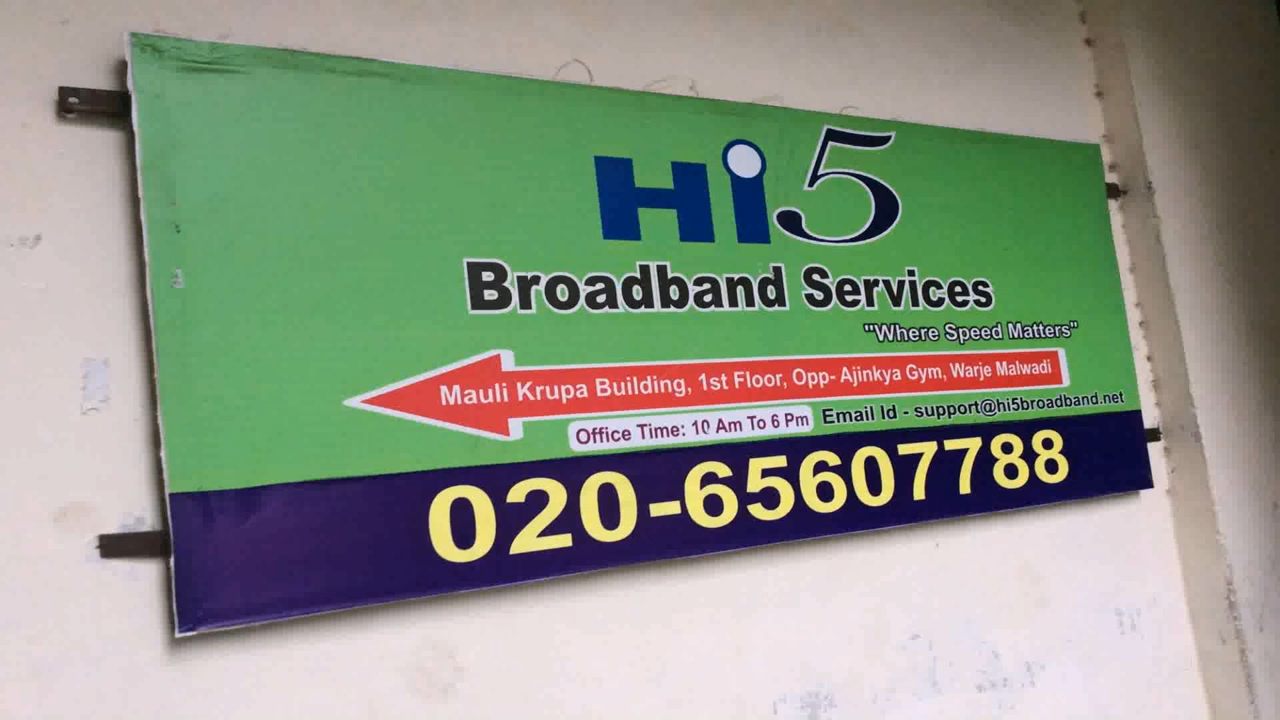 Hi5
Broadband Services
"Where Speed Matters"
Mauli Krupa Building, 1st Floor, Opp- Ajinkya Gym, Warje Malwadi
Office Time: 10 Am To 6 Pm Email Id - support@hi5broadband.net
020-65607788